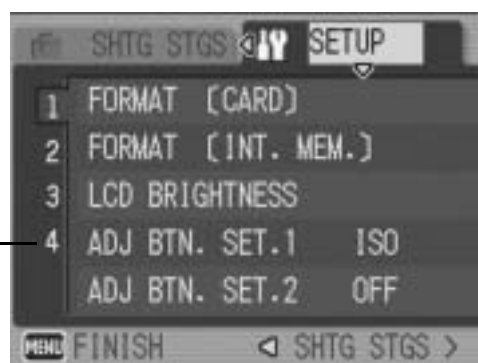 SHTG STGS SETUP
1 FORMAT [CARD]
2 FORMAT [INT. MEM.]
3 LCD BRIGHTNESS
4 ADJ BTN. SET.1 ISO
ADJ BTN. SET.2 OFF
MENU FINISH SHTG STGS >